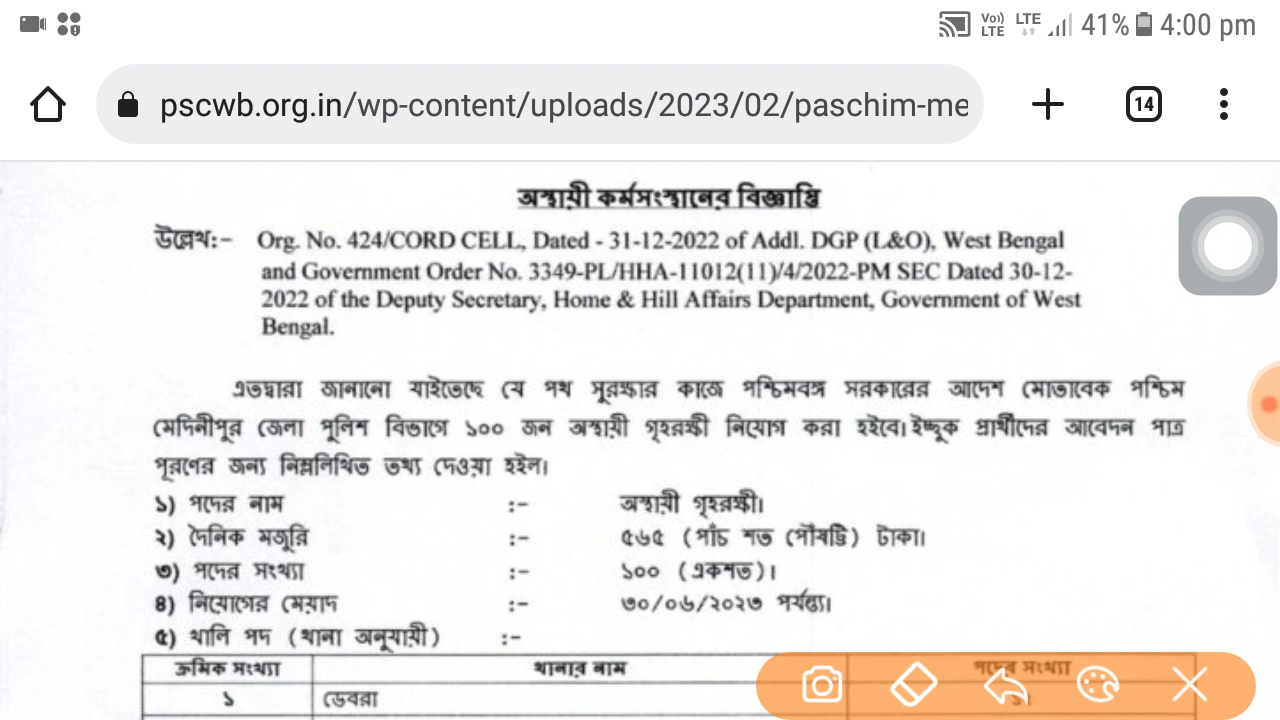 Vo)) LTE LTE 41% 4:00 pm
pscwb.org.in/wp-content/uploads/2023/02/paschim-me
14
অস্থায়ী কর্মসংস্থানের বিজ্ঞাপ্তি
উল্লেখ:- Org. No. 424/CORD CELL, Dated - 31-12-2022 of Addl. DGP (L&O), West Bengal
and Government Order No. 3349-PL/HHA-11012(11)/4/2022-PM SEC Dated 30-12-
2022 of the Deputy Secretary, Home & Hill Affairs Department, Government of West
Bengal.
এতদ্বারা জানানো যাইতেছে যে পথ সুরক্ষার কাজে পশ্চিমবঙ্গ সরকারের আদেশ মোতাবেক পশ্চিম
মেদিনীপুর জেলা পুলিশ বিভাগে ১০০ জন অস্থায়ী গৃহরক্ষী নিয়োগ করা হইবে। ইচ্ছুক প্রার্থীদের আবেদন পত্র
পূরণের জন্য নিম্নলিখিত তথ্য দেওয়া হইল।
১) পদের নাম :- অস্থায়ী গৃহরক্ষী।
২) দৈনিক মজুরি :- ৫৬৫ (পাঁচ শত পৌঁষট্টি) টাকা।
৩) পদের সংখ্যা :- ১০০ (একশত)।
৪) নিয়োগের মেয়াদ :- ৩০/০৬/২০২৩ পর্যন্ত্য।
৫) খালি পদ (থানা অনুযায়ী) :-
ক্রমিক সংখ্যা থানার নাম পদের সংখ্যা
১ ডেবরা